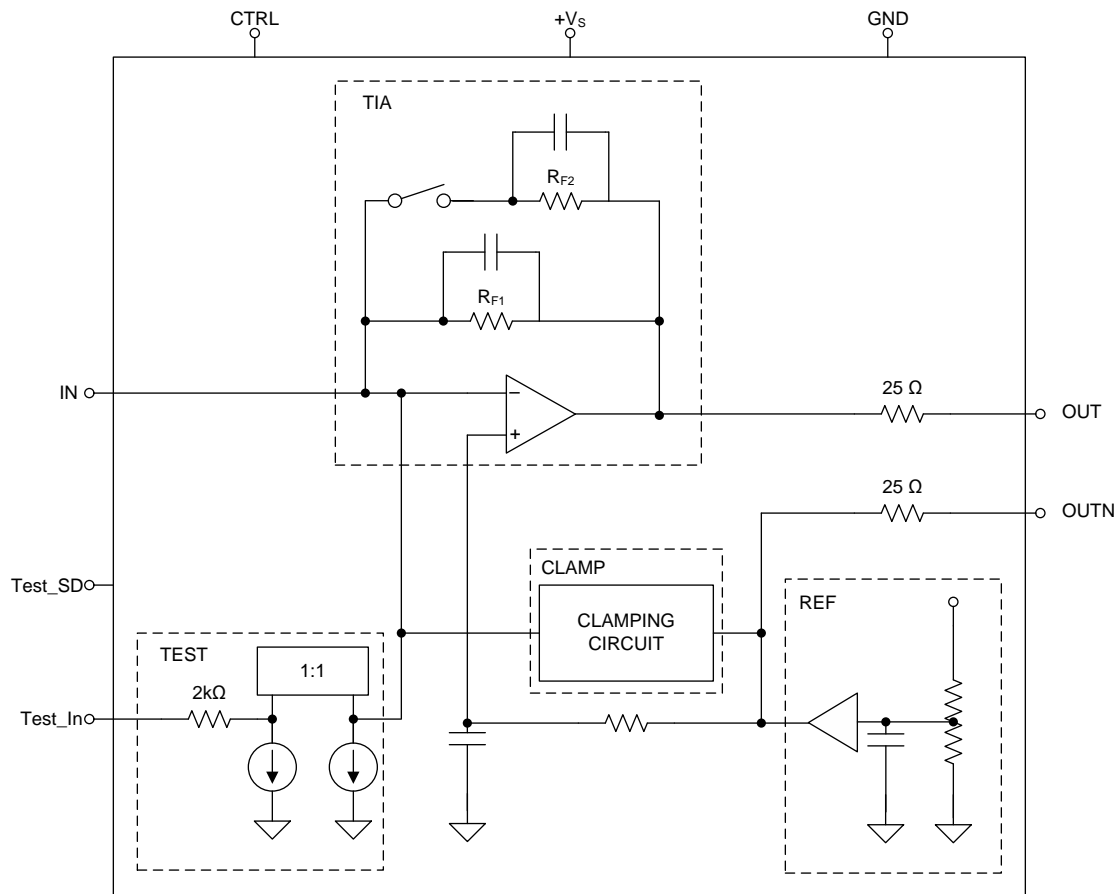 CTRL
+VS
GND
TIA
RF2
RF1
IN
−
+
25 Ω
OUT
25 Ω
OUTN
CLAMP
CLAMPING
CIRCUIT
Test_SD
REF
TEST
1:1
2kΩ
Test_In